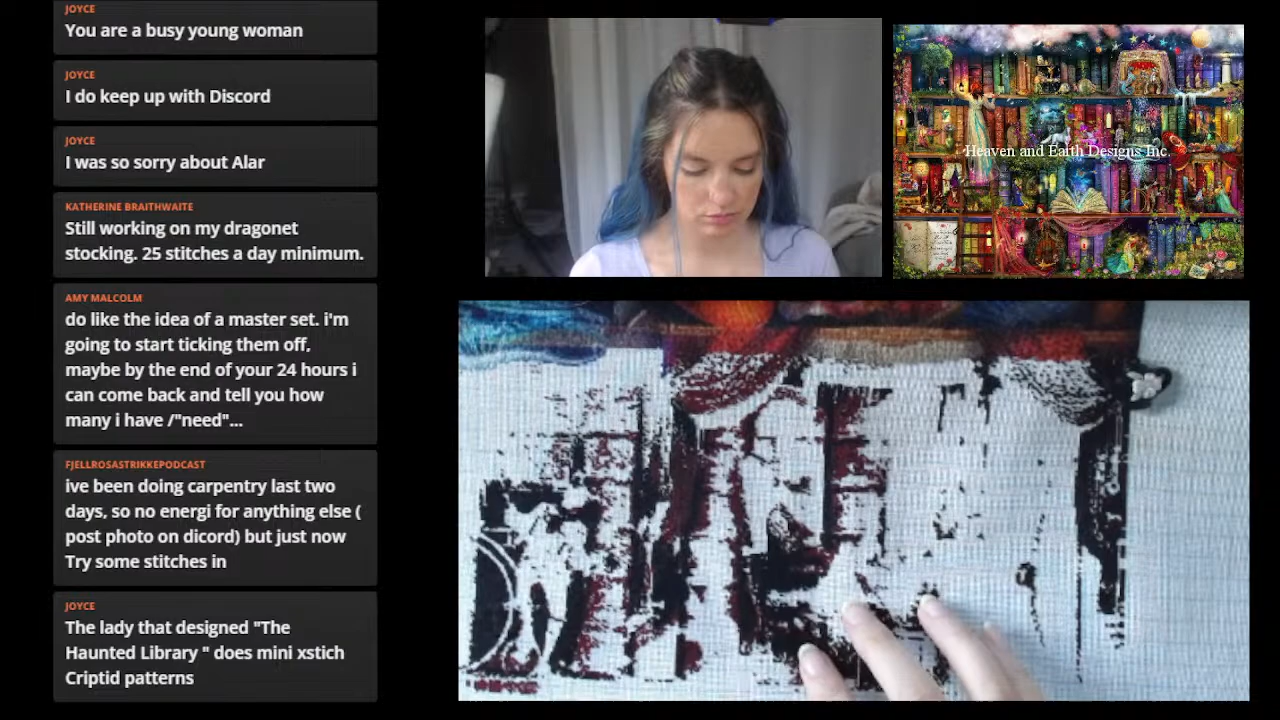 JOYCE
You are a busy young woman
JOYCE
I do keep up with Discord
JOYCE
I was so sorry about Alar
KATHERINE BRAITHWAITE
Still working on my dragonet
stocking. 25 stitches a day minimum.
AMY MALCOLM
do like the idea of a master set. i'm
going to start ticking them off,
maybe by the end of your 24 hours i
can come back and tell you how
many i have /"need"...
FJELLROSASTRIKKEPODCAST
ive been doing carpentry last two
days, so no energi for anything else (
post photo on dicord) but just now
Try some stitches in
JOYCE
The lady that designed "The
Haunted Library " does mini xstich
Criptid patterns
Heaven and Earth Designs Inc.